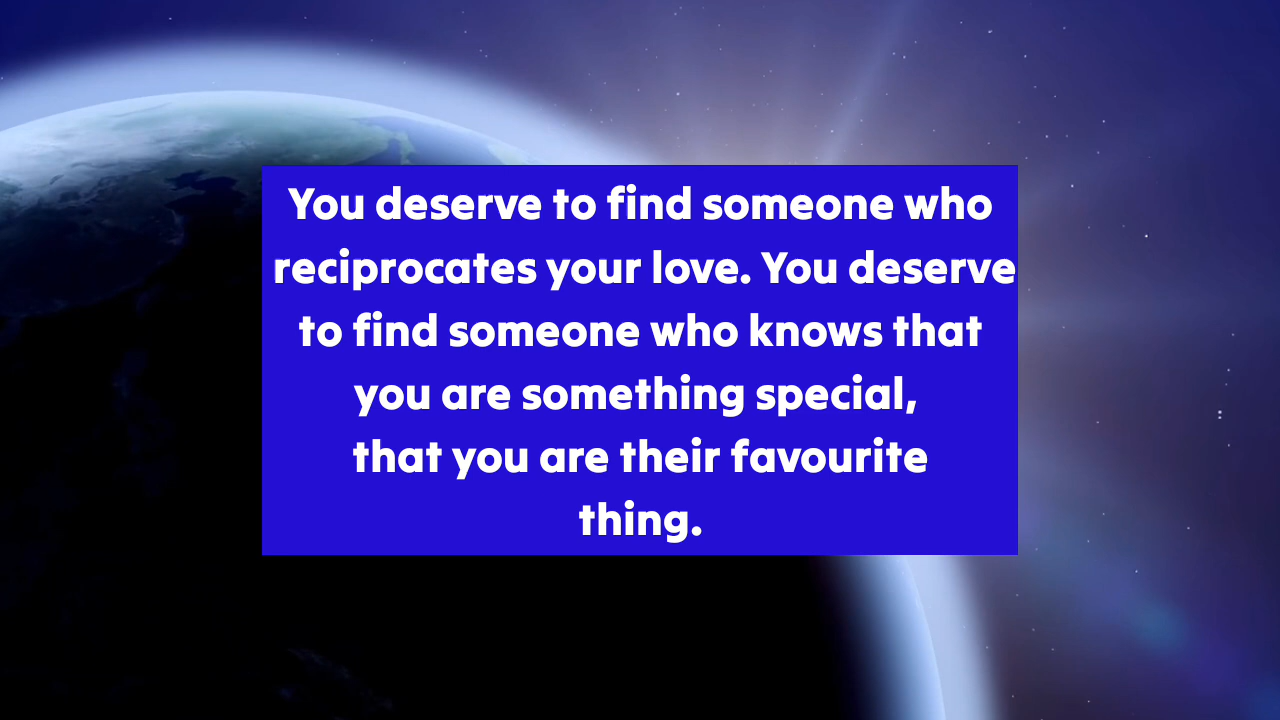 You deserve to find someone who
reciprocates your love. You deserve
to find someone who knows that
you are something special,
that you are their favourite
thing.